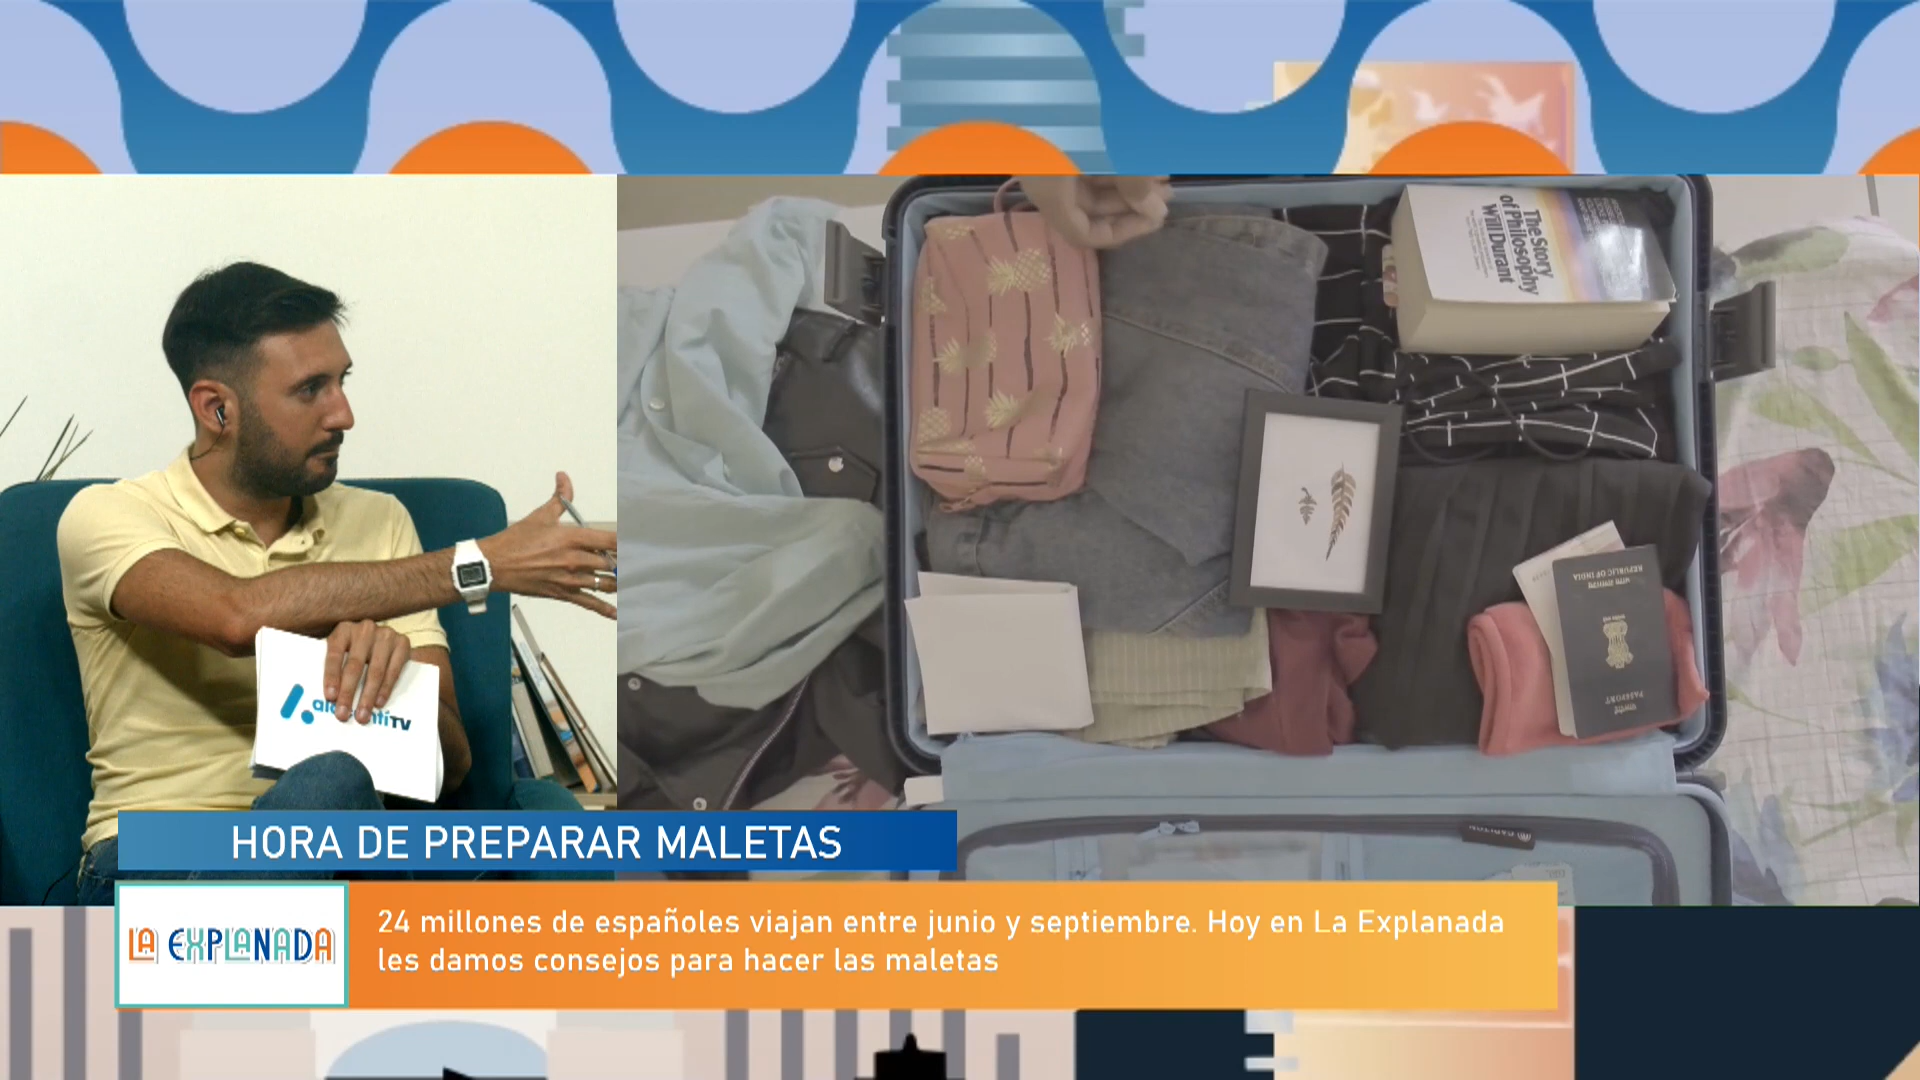 The Story
of Philosophy
Will Durant
REPUBLIC OF INDIA
PASSPORT
alacantíTV
HORA DE PREPARAR MALETAS
LA EXPLANADA
24 millones de españoles viajan entre junio y septiembre. Hoy en La Explanada
les damos consejos para hacer las maletas